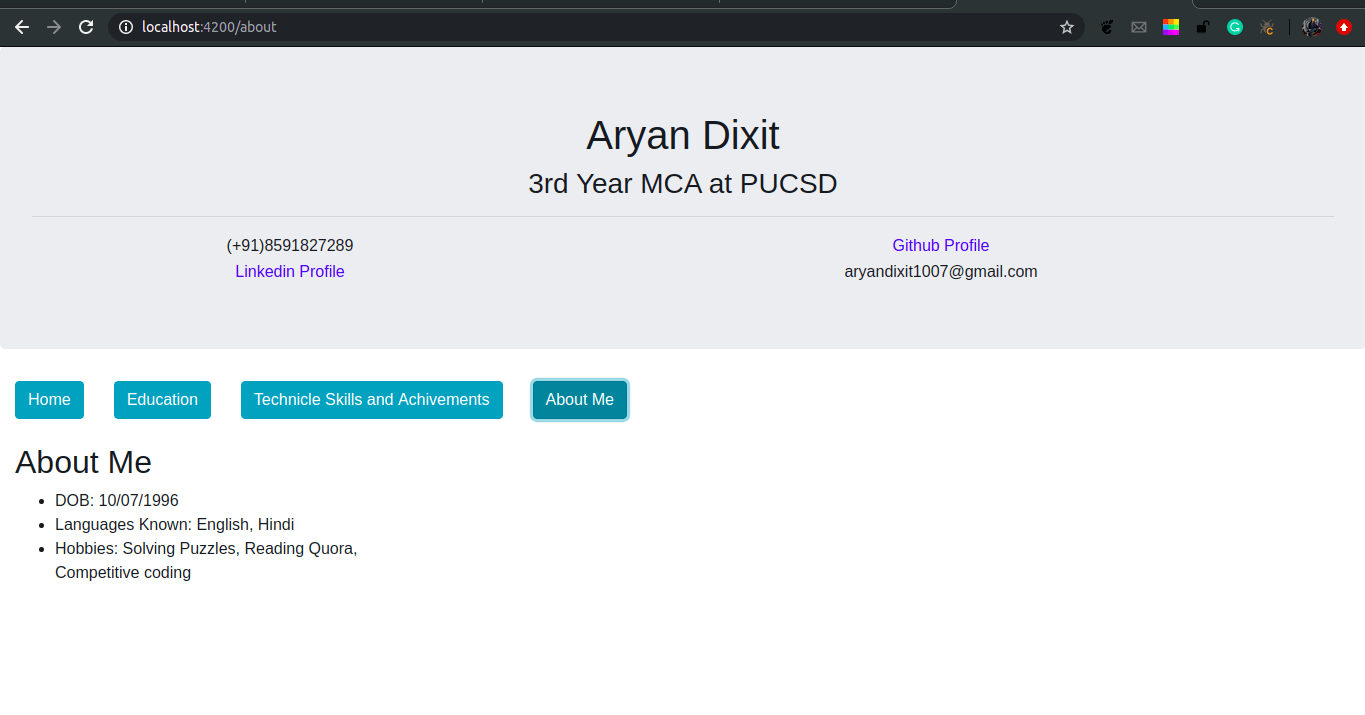 localhost:4200/about
Aryan Dixit
3rd Year MCA at PUCSD
(+91)8591827289
Github Profile
Linkedin Profile
aryandixit1007@gmail.com
Home
Education
Technicle Skills and Achivements
About Me
About Me
DOB: 10/07/1996
Languages Known: English, Hindi
Hobbies: Solving Puzzles, Reading Quora,
Competitive coding